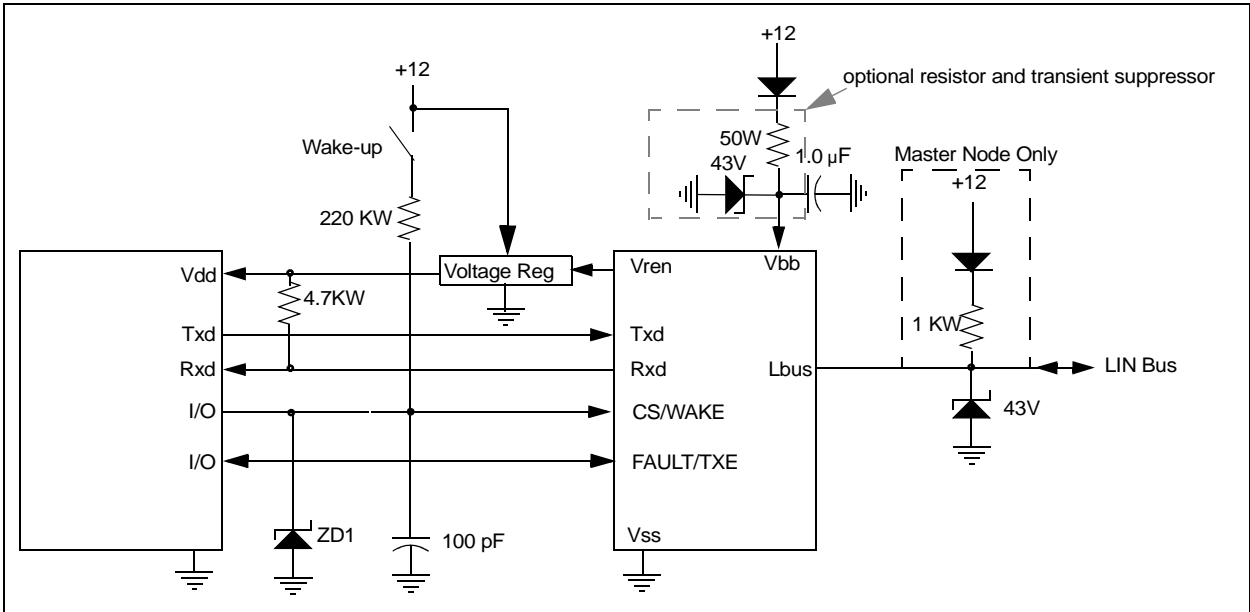 +12
optional resistor and transient suppressor
+12
Wake-up
50W
43V
1.0 µF
Master Node Only
+12
220 KW
Voltage Reg
Vdd
4.7KW
Vren
Vbb
1 KW
Txd
Txd
Rxd
Rxd
Lbus
LIN Bus
I/O
CS/WAKE
43V
I/O
FAULT/TXE
ZD1
100 pF
Vss